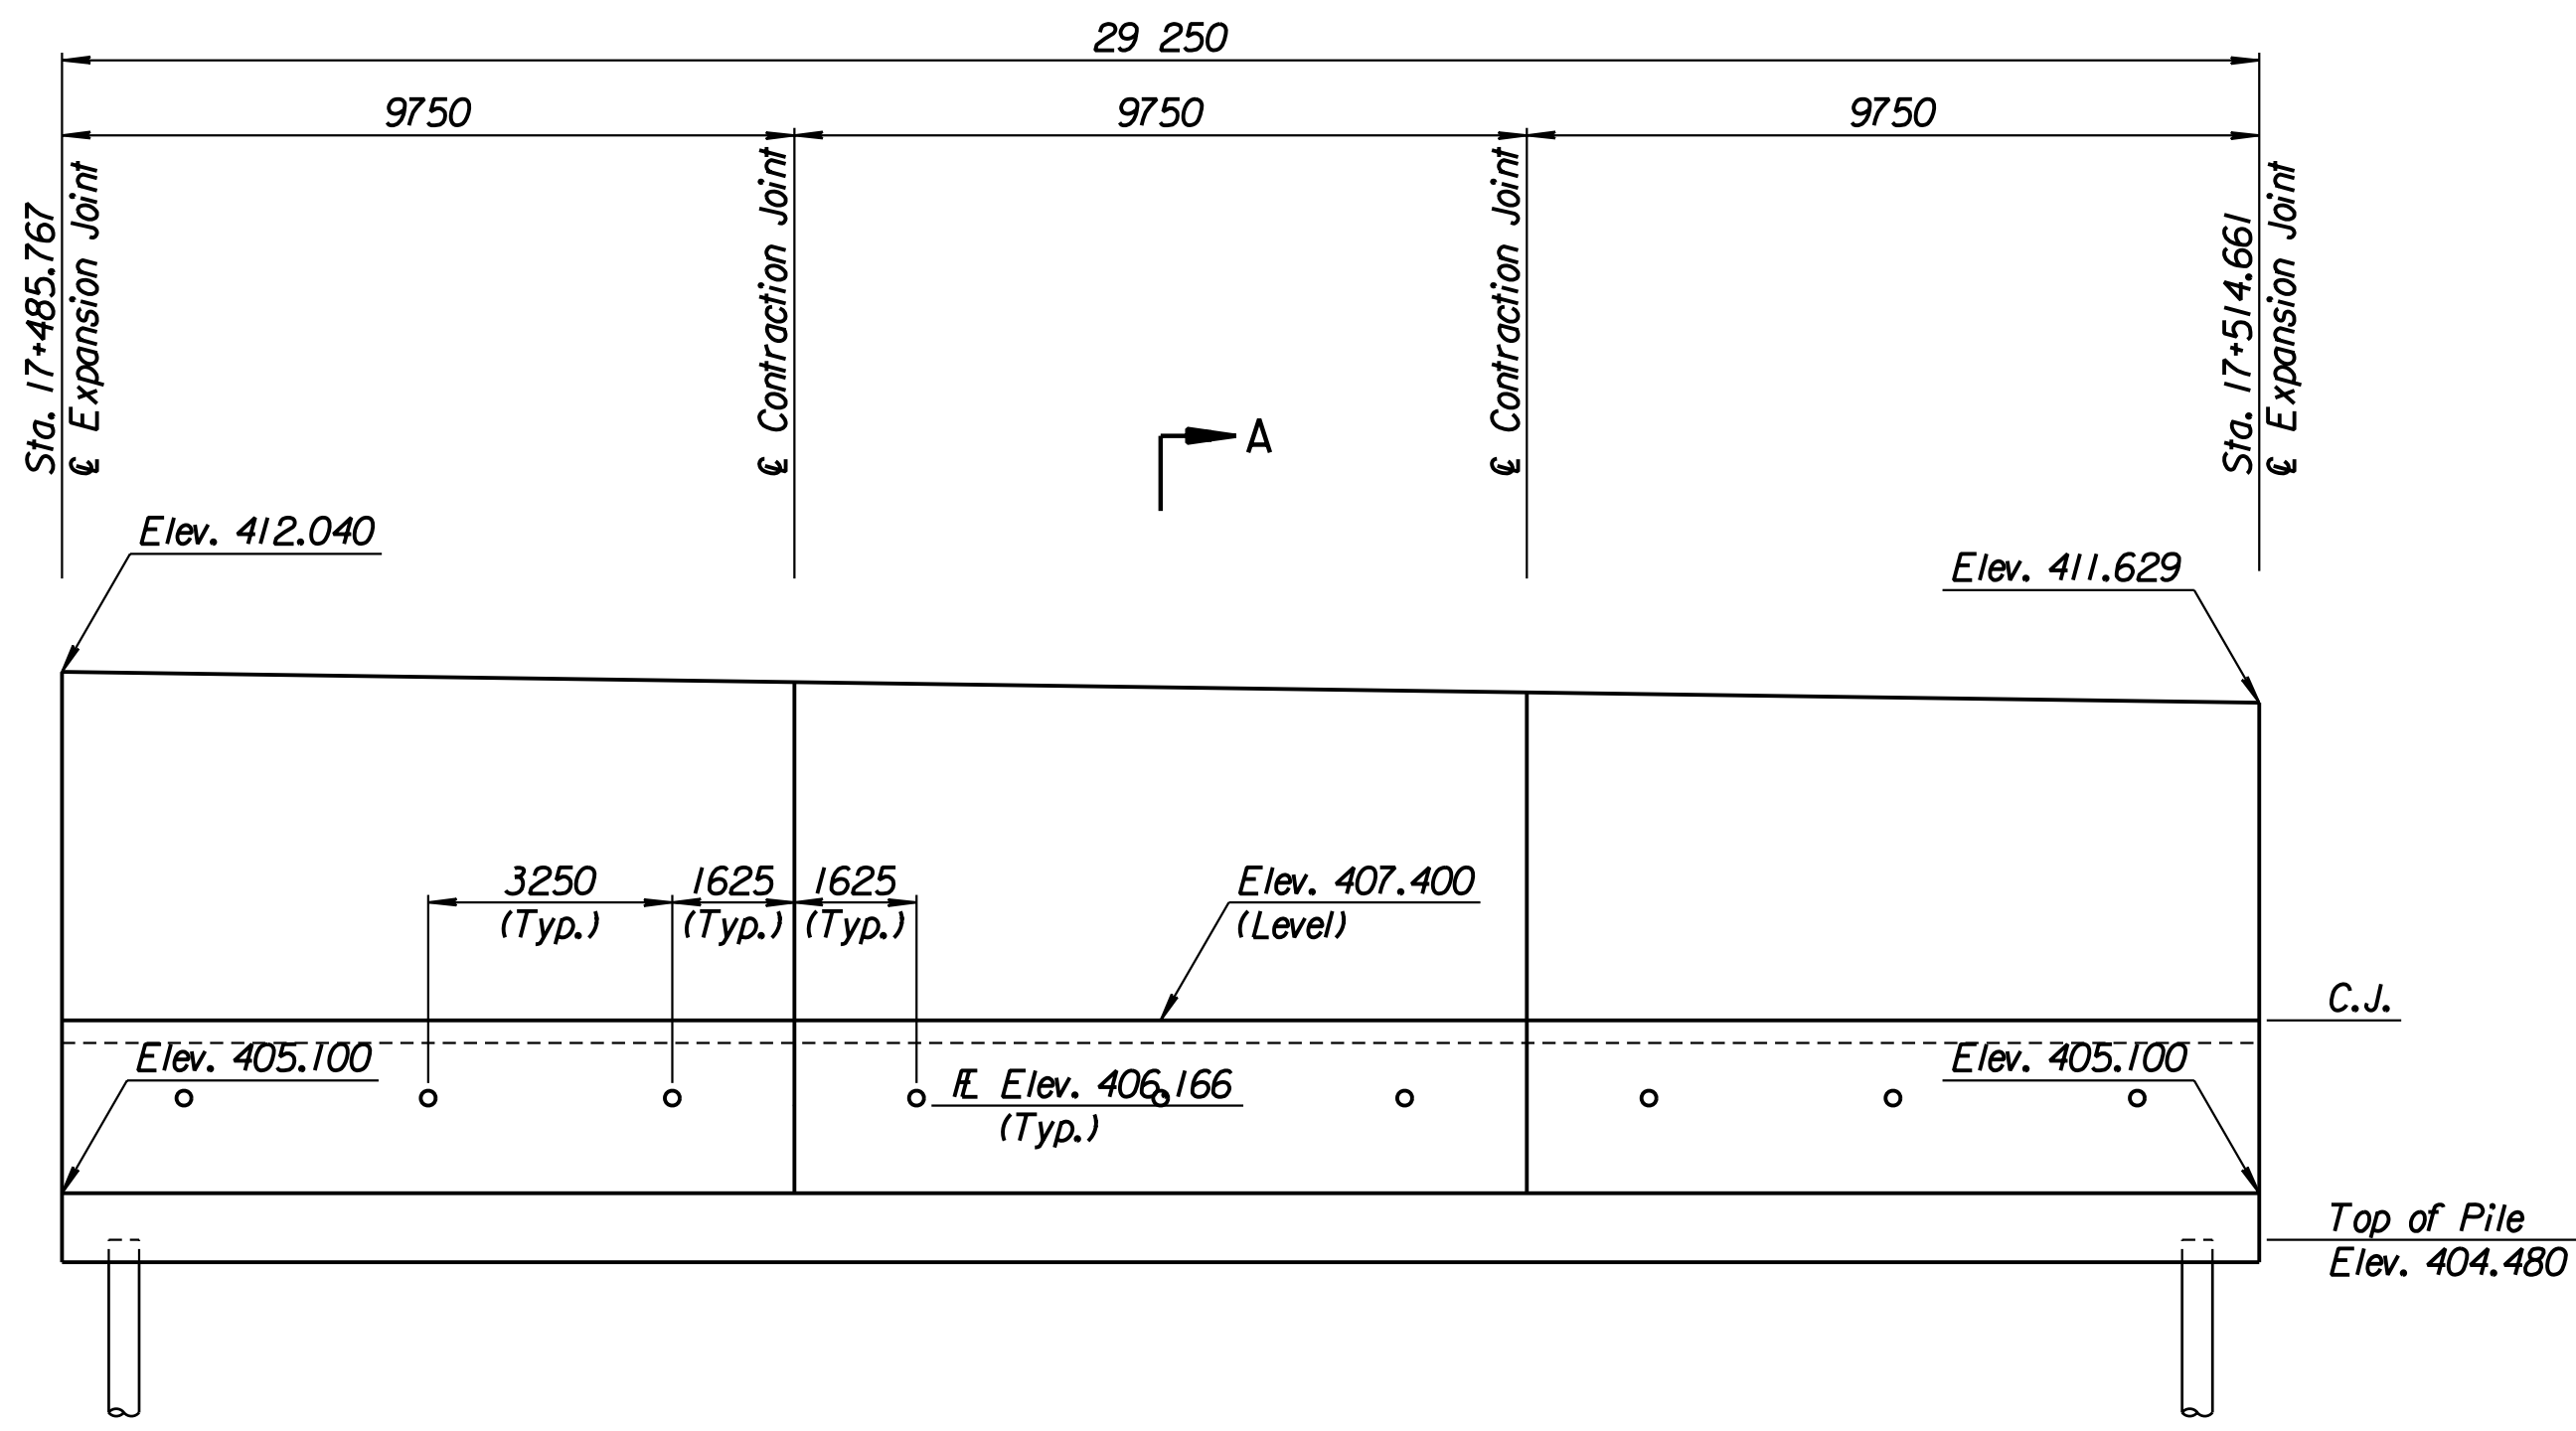 29 250
9750
9750
9750
Sta. 17+485.767
℄ Expansion Joint
℄ Contraction Joint
℄ Contraction Joint
Sta. 17+514.661
℄ Expansion Joint
A
Elev. 412.040
Elev. 411.629
3250
(Typ.)
1625
(Typ.)
1625
(Typ.)
Elev. 407.400
(Level)
C.J.
Elev. 405.100
Elev. 406.166
(Typ.)
Elev. 405.100
Top of Pile
Elev. 404.480